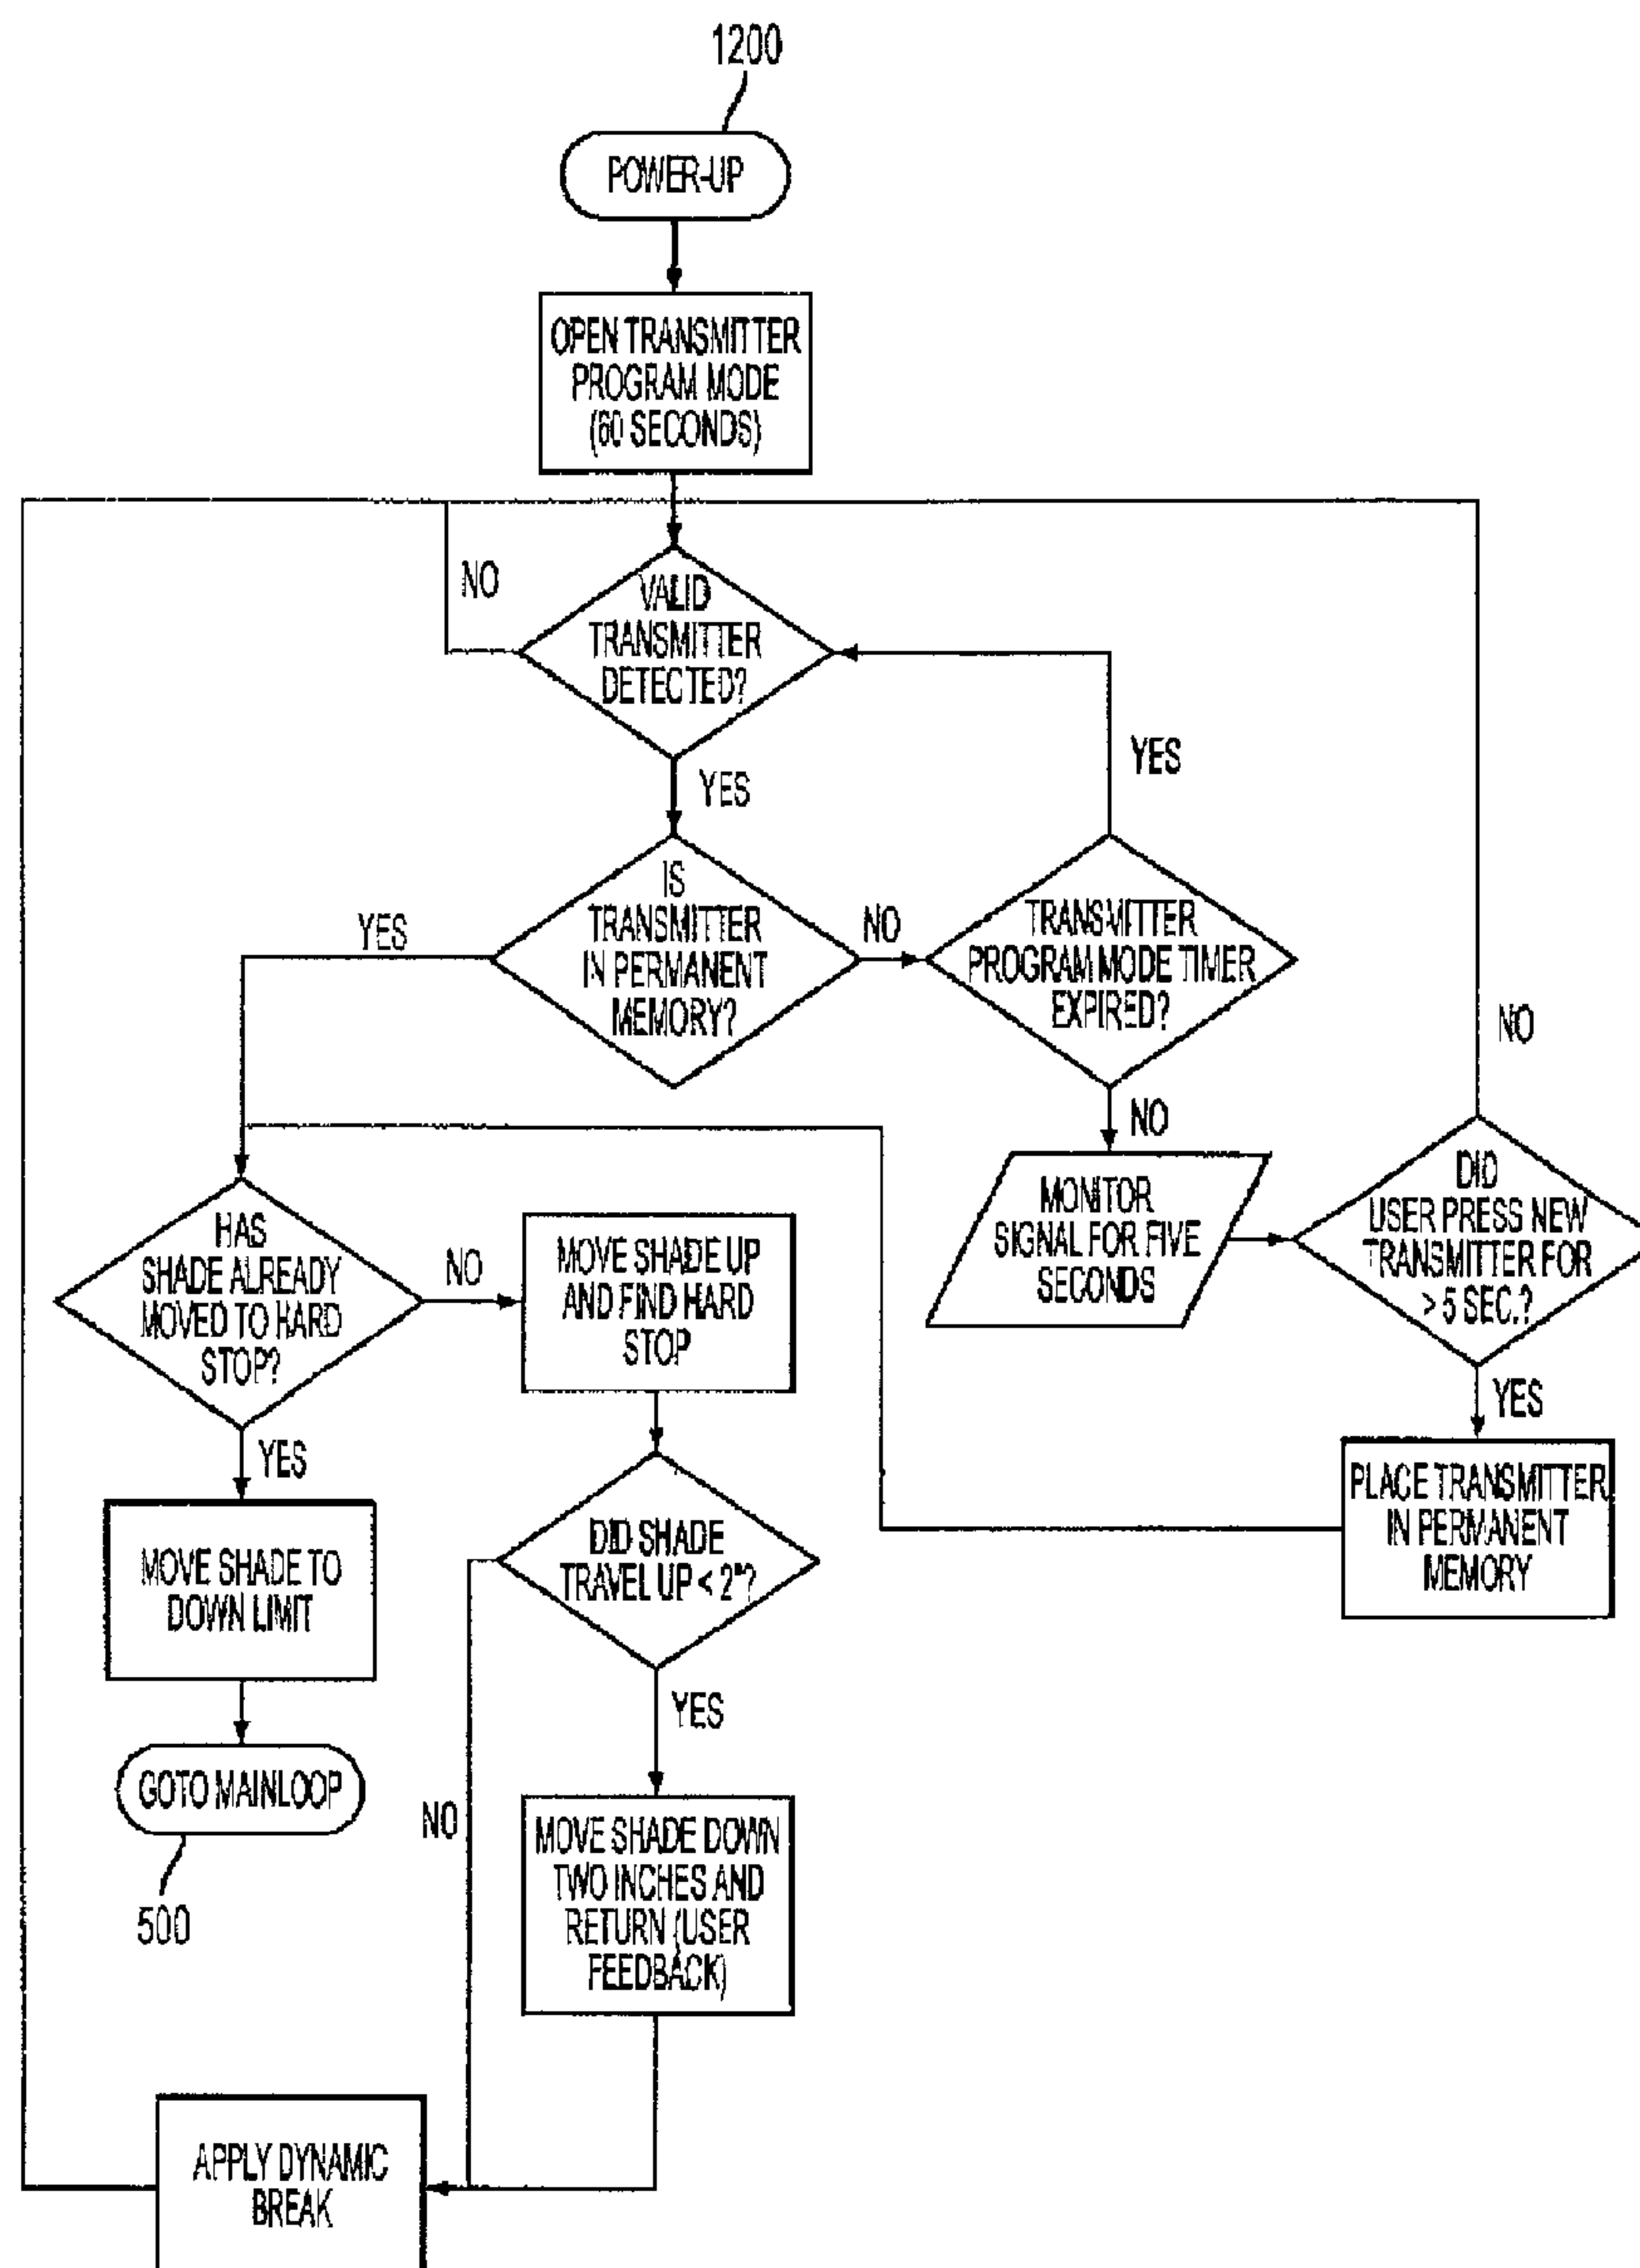 1200
POWER-UP
OPEN TRANSMITTER
PROGRAM MODE
(60 SECONDS)
NO
VALID
TRANSMITTER
DETECTED?
YES
YES
IS
TRANSMITTER
IN PERMANENT
MEMORY?
YES
NO
TRANSMITTER
PROGRAM MODE TIMER
EXPIRED?
NO
NO
DID
USER PRESS NEW
TRANSMITTER FOR
> 5 SEC.?
MONITOR
SIGNAL FOR FIVE
SECONDS
HAS
SHADE ALREADY
MOVED TO HARD
STOP?
NO
MOVE SHADE UP
AND FIND HARD
STOP
YES
YES
PLACE TRANSMITTER
IN PERMANENT
MEMORY
MOVE SHADE TO
DOWN LIMIT
DID SHADE
TRAVEL UP < 2"?
YES
GOTO MAINLOOP
NO
500
MOVE SHADE DOWN
TWO INCHES AND
RETURN (USER
FEEDBACK)
APPLY DYNAMIC
BREAK